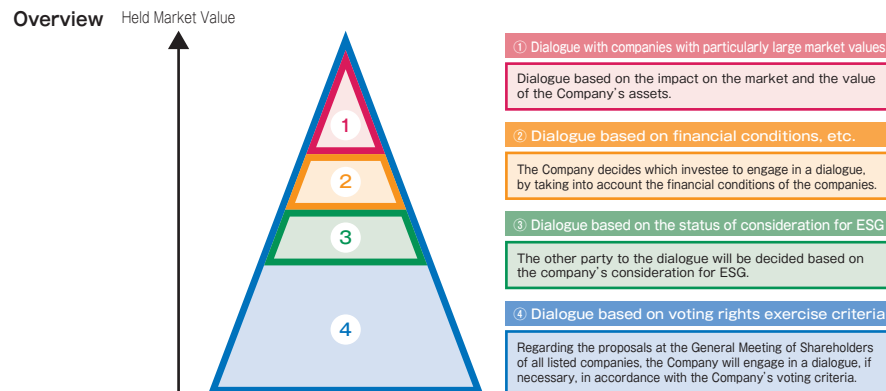 Overview Held Market Value
1
2
3
4
① Dialogue with companies with particularly large market values
Dialogue based on the impact on the market and the value
of the Company's assets.
② Dialogue based on financial conditions, etc.
The Company decides which investee to engage in a dialogue,
by taking into account the financial conditions of the companies.
③ Dialogue based on the status of consideration for ESG
The other party to the dialogue will be decided based on
the company's consideration for ESG.
④ Dialogue based on voting rights exercise criteria
Regarding the proposals at the General Meeting of Shareholders
of all listed companies, the Company will engage in a dialogue, if
necessary, in accordance with the Company's voting criteria.